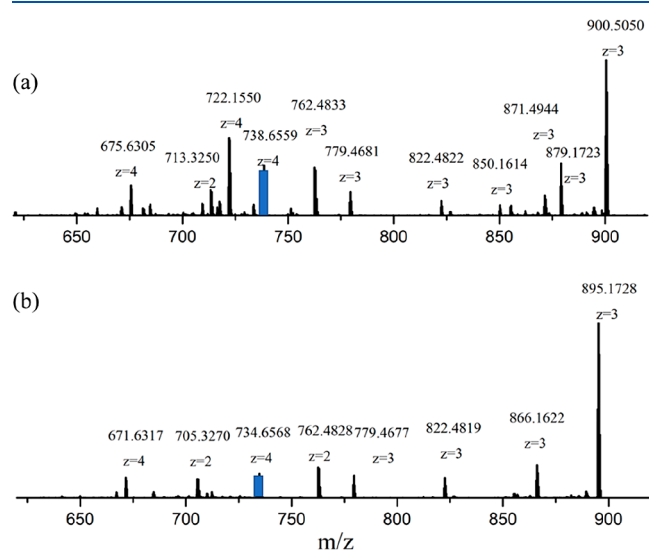 (a)
900.5050
z=3
722.1550
z=4
762.4833
z=3
738.6559
z=4
675.6305
z=4
713.3250
z=2
779.4681
z=3
822.4822
z=3
871.4944
z=3
850.1614
z=3
879.1723
z=3
650 700 750 800 850 900
(b)
895.1728
z=3
671.6317
z=4
705.3270
z=2
734.6568
z=4
762.4828
z=2
779.4677
z=3
822.4819
z=3
866.1622
z=3
650 700 750 800 850 900
m/z